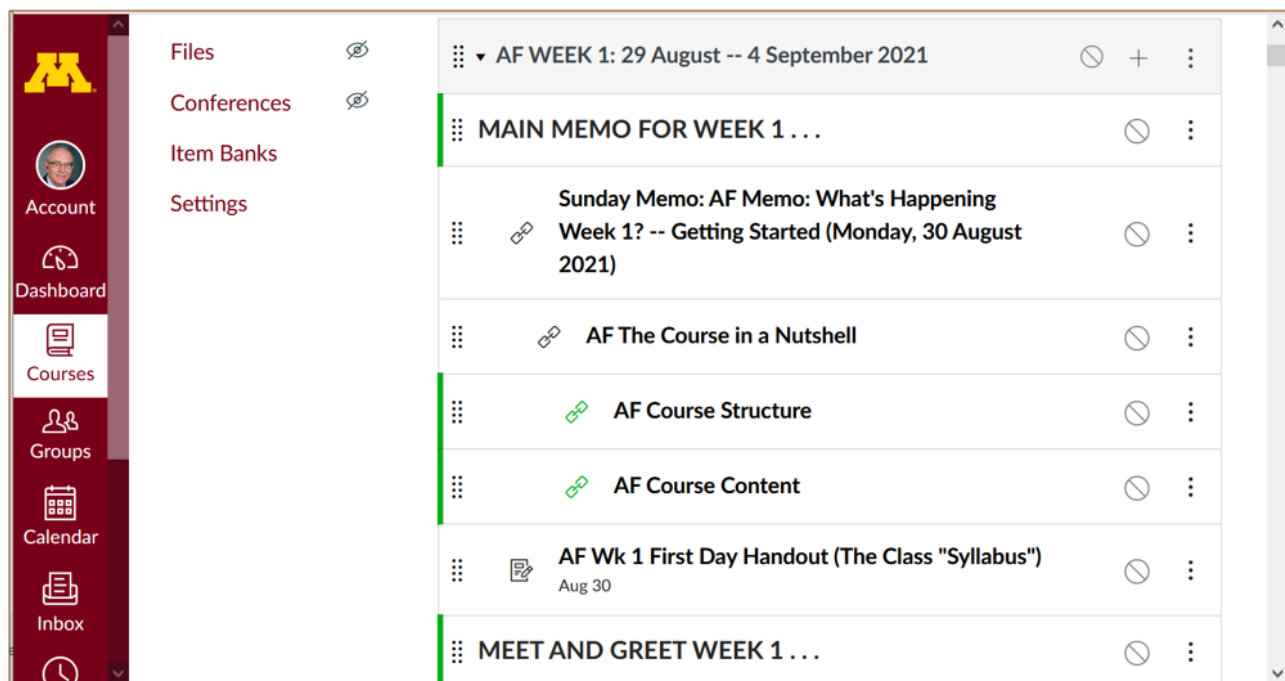 M
Account
Dashboard
Courses
Groups
Calendar
Inbox
Files
Conferences
Item Banks
Settings
AF WEEK 1: 29 August -- 4 September 2021
MAIN MEMO FOR WEEK 1 . . .
Sunday Memo: AF Memo: What's Happening
Week 1? -- Getting Started (Monday, 30 August
2021)
AF The Course in a Nutshell
AF Course Structure
AF Course Content
AF Wk 1 First Day Handout (The Class "Syllabus")
Aug 30
MEET AND GREET WEEK 1 . . .